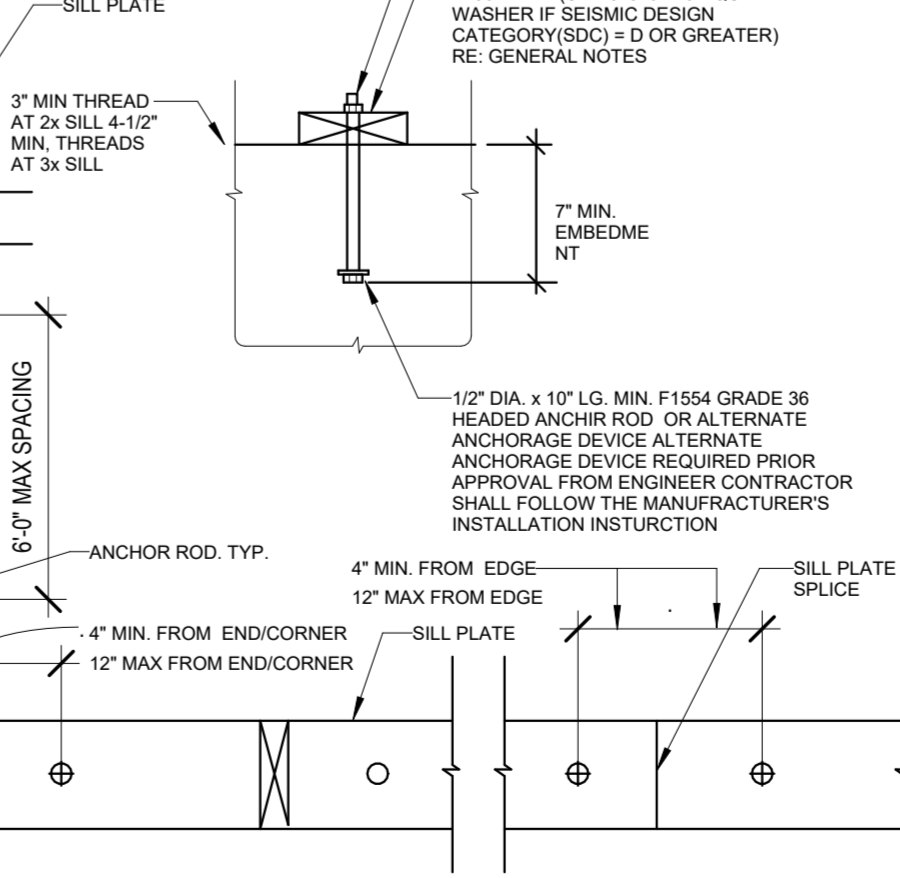 SILL PLATE
WASHER IF SEISMIC DESIGN
CATEGORY(SDC) = D OR GREATER)
RE: GENERAL NOTES
3" MIN THREAD
AT 2x SILL 4-1/2"
MIN, THREADS
AT 3x SILL
7" MIN.
EMBEDME
NT
6'-0" MAX SPACING
1/2" DIA. x 10" LG. MIN. F1554 GRADE 36
HEADED ANCHIR ROD OR ALTERNATE
ANCHORAGE DEVICE ALTERNATE
ANCHORAGE DEVICE REQUIRED PRIOR
APPROVAL FROM ENGINEER CONTRACTOR
SHALL FOLLOW THE MANUFRACTURER'S
INSTALLATION INSTURCTION
ANCHOR ROD. TYP.
4" MIN. FROM EDGE
12" MAX FROM EDGE
SILL PLATE
SPLICE
4" MIN. FROM END/CORNER
12" MAX FROM END/CORNER
SILL PLATE